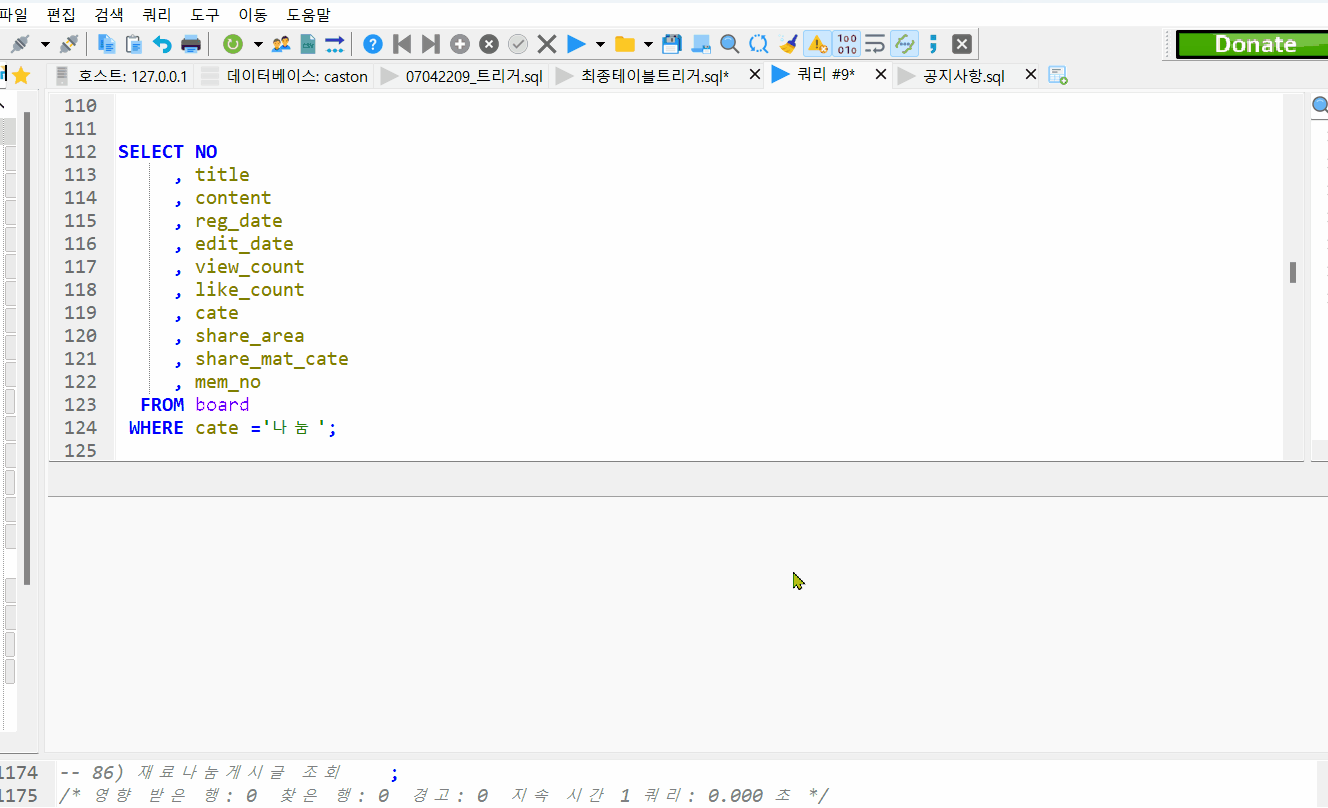 파일 편집 검색 쿼리 도구 이동 도움말
Donate
호스트: 127.0.0.1 데이터베이스: caston 07042209_트리거.sql 최종테이블트리거.sql* 쿼리 #9* 공지사항.sql
110
111
112 SELECT NO
113 , title
114 , content
115 , reg_date
116 , edit_date
117 , view_count
118 , like_count
119 , cate
120 , share_area
121 , share_mat_cate
122 , mem_no
123 FROM board
124 WHERE cate ='나눔';
125
1174 -- 86) 재료나눔게시글 조회 ;
1175 /* 영향 받은 행: 0 찾은 행: 0 경고: 0 지속 시간 1 쿼리: 0.000 초 */